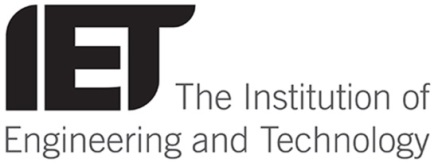 IET
The Institution of
Engineering and Technology